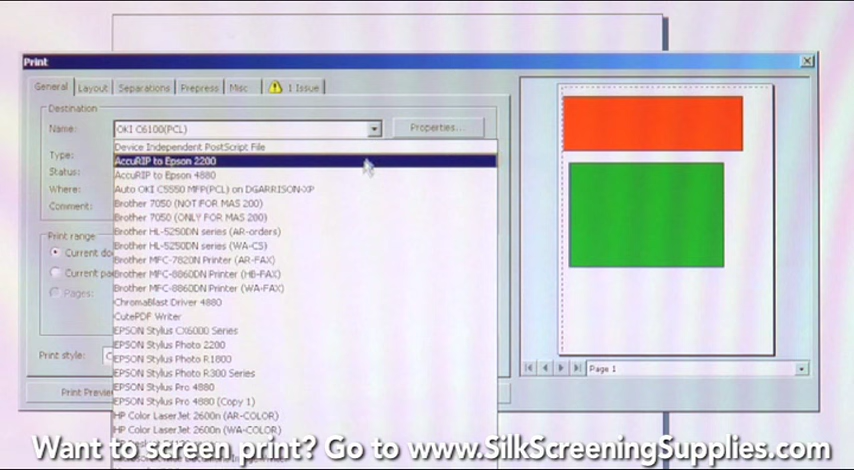 Print
General Layout Separations Prepress Misc 1 Issue
Destination
Name: OKI C6100(PCL) Properties...
Device Independent PostScript File
Type: AccuRIP to Epson 2200
Status: AccuRIP to Epson 4880
Where: Auto OKI C5550 MFP(PCL) on DGARRISON-XP
Comment: Brother 7050 (NOT FOR MAS 200)
Brother 7050 (ONLY FOR MAS 200)
Print range Brother HL-5250DN series (AR-orders)
Current do Brother HL-5250DN series (WA-CS)
Brother MFC-7820N Printer (AR-FAX)
Current pa Brother MFC-8860DN Printer (HB-FAX)
Pages: Brother MFC-8860DN Printer (WA-FAX)
ChromaBlast Driver 4880
CutePDF Writer
EPSON Stylus CX6000 Series
EPSON Stylus Photo 2200
Print style: EPSON Stylus Photo R1800
EPSON Stylus Photo R300 Series
EPSON Stylus Pro 4880
Print Preview EPSON Stylus Pro 4880 (Copy 1)
HP Color LaserJet 2600n (AR-COLOR)
HP Color LaserJet 2600n (WA-COLOR)
Page 1
Want to screen print? Go to www.SilkScreeningSupplies.com